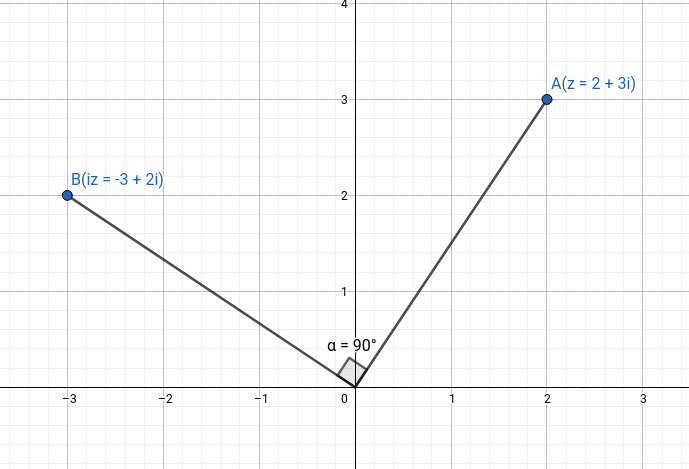 4
A(z = 2 + 3i)
3
B(iz = -3 + 2i)
2
1
α = 90°
−3 −2 −1 0 1 2 3